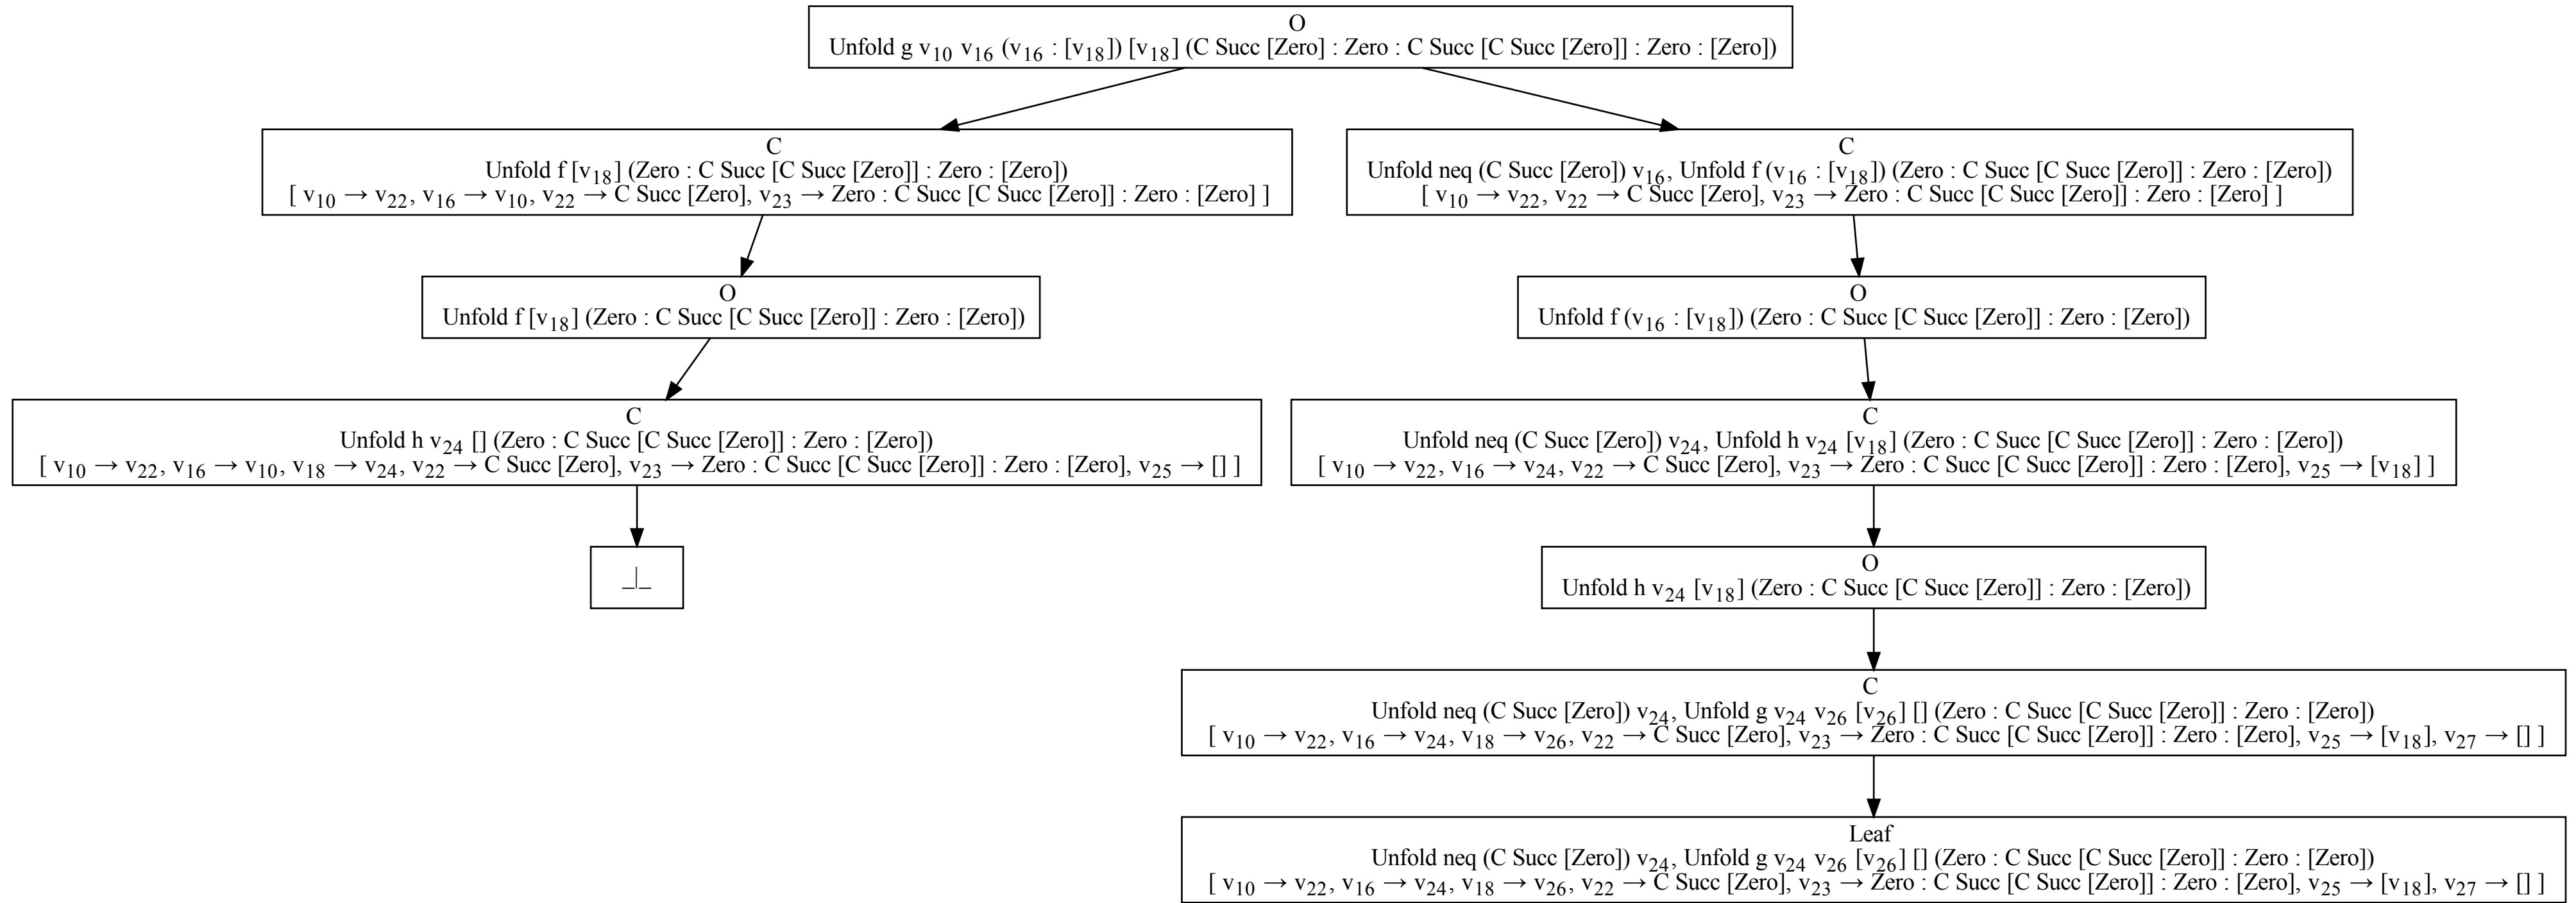 O
Unfold g v₁₀ v₁₆ (v₁₆ : [v₁₈]) [v₁₈] (C Succ [Zero] : Zero : C Succ [C Succ [Zero]] : Zero : [Zero])
C
Unfold f [v₁₈] (Zero : C Succ [C Succ [Zero]] : Zero : [Zero])
[ v₁₀ → v₂₂, v₁₆ → v₁₀, v₂₂ → C Succ [Zero], v₂₃ → Zero : C Succ [C Succ [Zero]] : Zero : [Zero] ]
C
Unfold neq (C Succ [Zero]) v₁₆, Unfold f (v₁₆ : [v₁₈]) (Zero : C Succ [C Succ [Zero]] : Zero : [Zero])
[ v₁₀ → v₂₂, v₂₂ → C Succ [Zero], v₂₃ → Zero : C Succ [C Succ [Zero]] : Zero : [Zero] ]
O
Unfold f [v₁₈] (Zero : C Succ [C Succ [Zero]] : Zero : [Zero])
O
Unfold f (v₁₆ : [v₁₈]) (Zero : C Succ [C Succ [Zero]] : Zero : [Zero])
C
Unfold h v₂₄ [] (Zero : C Succ [C Succ [Zero]] : Zero : [Zero])
[ v₁₀ → v₂₂, v₁₆ → v₁₀, v₁₈ → v₂₄, v₂₂ → C Succ [Zero], v₂₃ → Zero : C Succ [C Succ [Zero]] : Zero : [Zero], v₂₅ → [] ]
C
Unfold neq (C Succ [Zero]) v₂₄, Unfold h v₂₄ [v₁₈] (Zero : C Succ [C Succ [Zero]] : Zero : [Zero])
[ v₁₀ → v₂₂, v₁₆ → v₂₄, v₂₂ → C Succ [Zero], v₂₃ → Zero : C Succ [C Succ [Zero]] : Zero : [Zero], v₂₅ → [v₁₈] ]
_|_
O
Unfold h v₂₄ [v₁₈] (Zero : C Succ [C Succ [Zero]] : Zero : [Zero])
C
Unfold neq (C Succ [Zero]) v₂₄, Unfold g v₂₄ v₂₆ [v₂₆] [] (Zero : C Succ [C Succ [Zero]] : Zero : [Zero])
[ v₁₀ → v₂₂, v₁₆ → v₂₄, v₁₈ → v₂₆, v₂₂ → C Succ [Zero], v₂₃ → Zero : C Succ [C Succ [Zero]] : Zero : [Zero], v₂₅ → [v₁₈], v₂₇ → [] ]
Leaf
Unfold neq (C Succ [Zero]) v₂₄, Unfold g v₂₄ v₂₆ [v₂₆] [] (Zero : C Succ [C Succ [Zero]] : Zero : [Zero])
[ v₁₀ → v₂₂, v₁₆ → v₂₄, v₁₈ → v₂₆, v₂₂ → C Succ [Zero], v₂₃ → Zero : C Succ [C Succ [Zero]] : Zero : [Zero], v₂₅ → [v₁₈], v₂₇ → [] ]